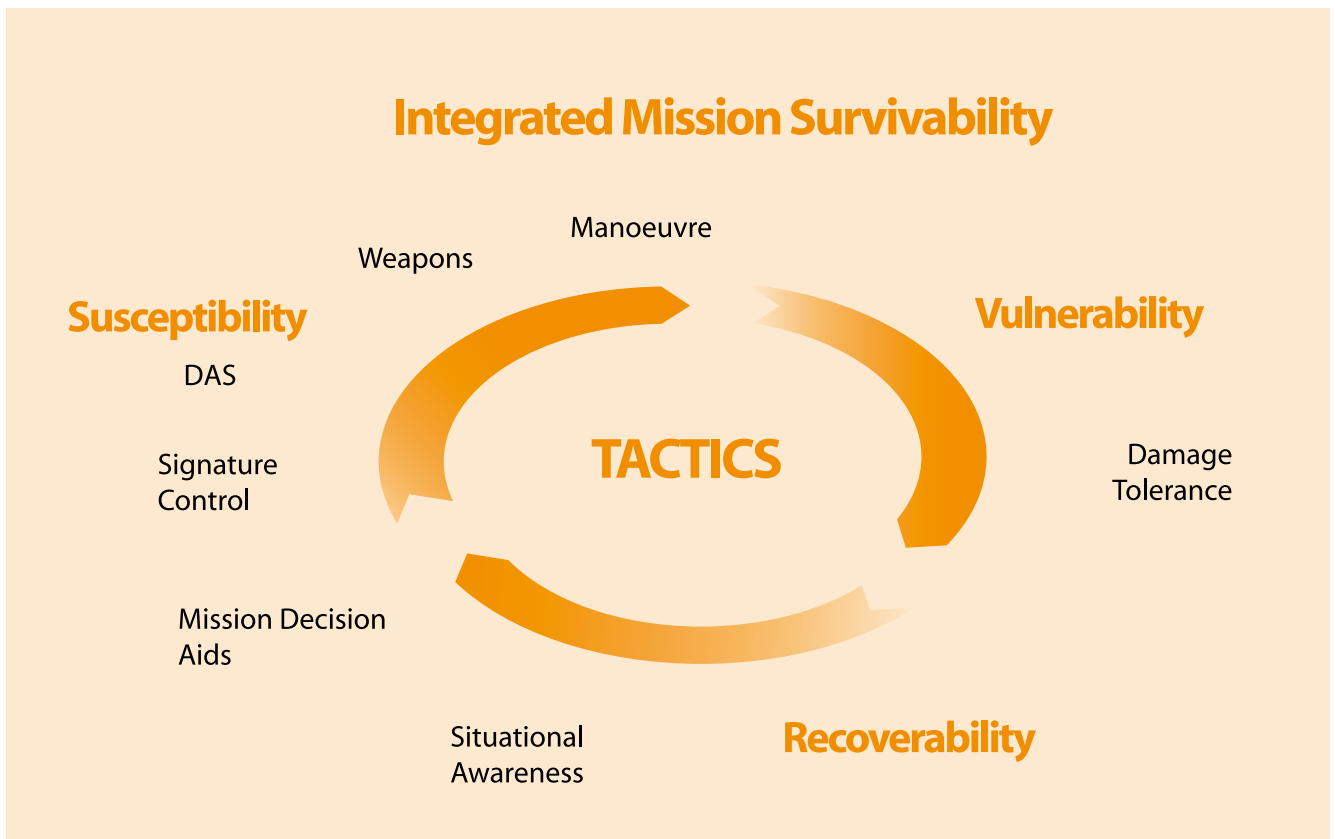 Integrated Mission Survivability
Manoeuvre
Weapons
Susceptibility
Vulnerability
DAS
TACTICS
Signature
Control
Damage
Tolerance
Mission Decision
Aids
Situational
Awareness
Recoverability